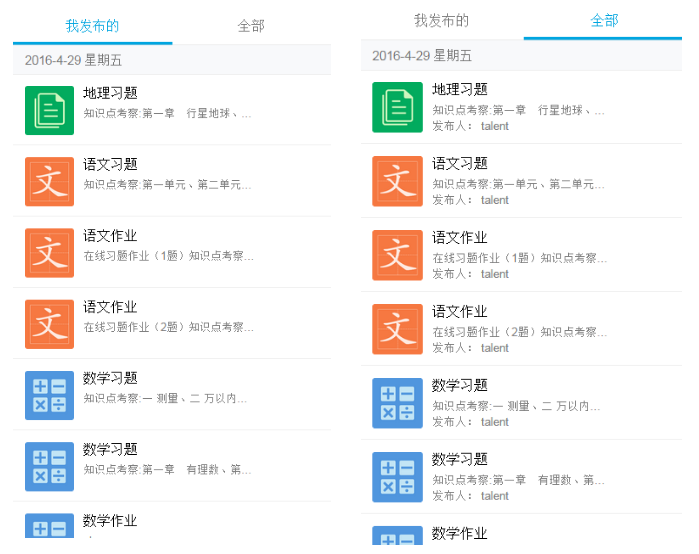 我发布的 全部
2016-4-29 星期五
地理习题
知识点考察:第一章 行星地球、...
语文习题
知识点考察:第一单元、第二单元...
语文作业
在线习题作业（1题）知识点考察...
语文作业
在线习题作业（2题）知识点考察...
数学习题
知识点考察:一 测量、二 万以内...
数学习题
知识点考察:第一章 有理数、第...
数学作业
我发布的 全部
2016-4-29 星期五
地理习题
知识点考察:第一章 行星地球、...
发布人： talent
语文习题
知识点考察:第一单元、第二单元...
发布人： talent
语文作业
在线习题作业（1题）知识点考察...
发布人： talent
语文作业
在线习题作业（2题）知识点考察...
发布人： talent
数学习题
知识点考察:一 测量、二 万以内...
发布人： talent
数学习题
知识点考察:第一章 有理数、第...
发布人： talent
数学作业